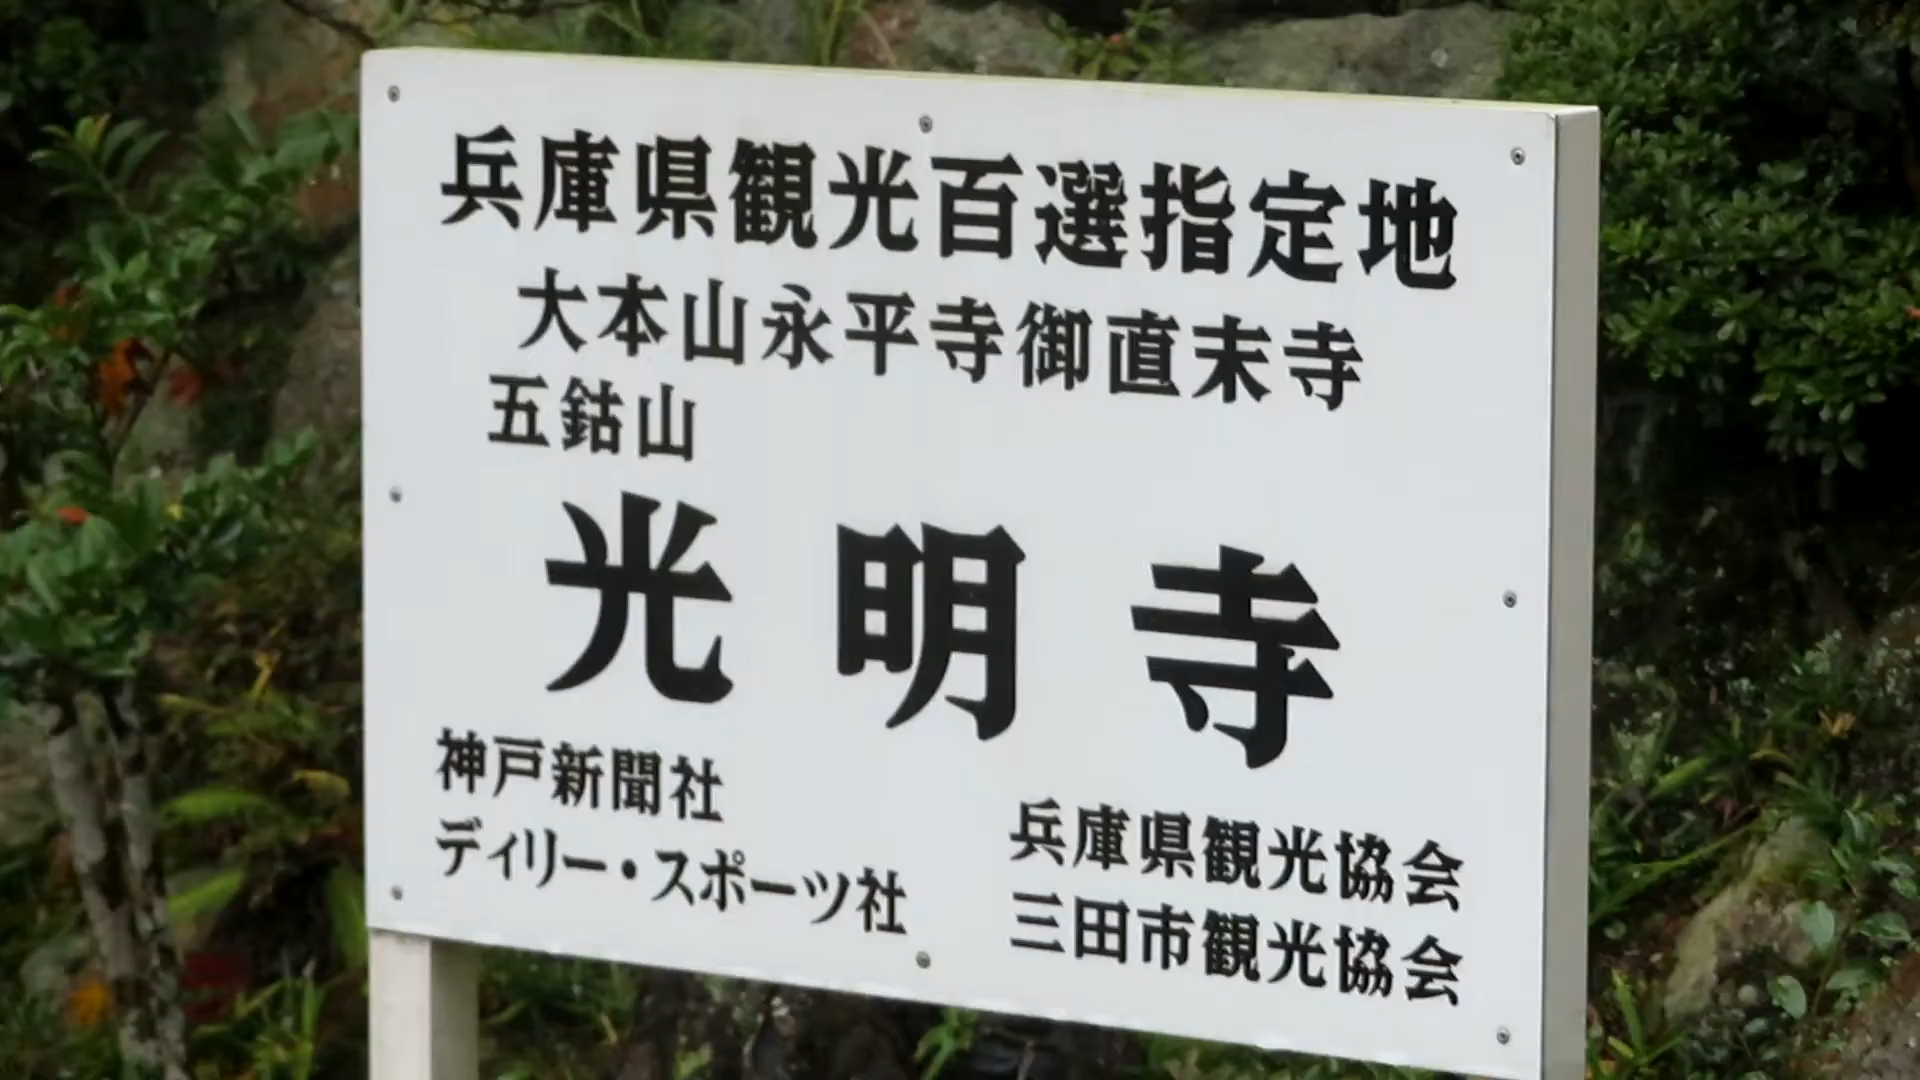 兵庫県観光百選指定地
大本山永平寺御直末寺
五鈷山
光明寺
神戸新聞社
ディリー・スポーツ社
兵庫県観光協会
三田市観光協会